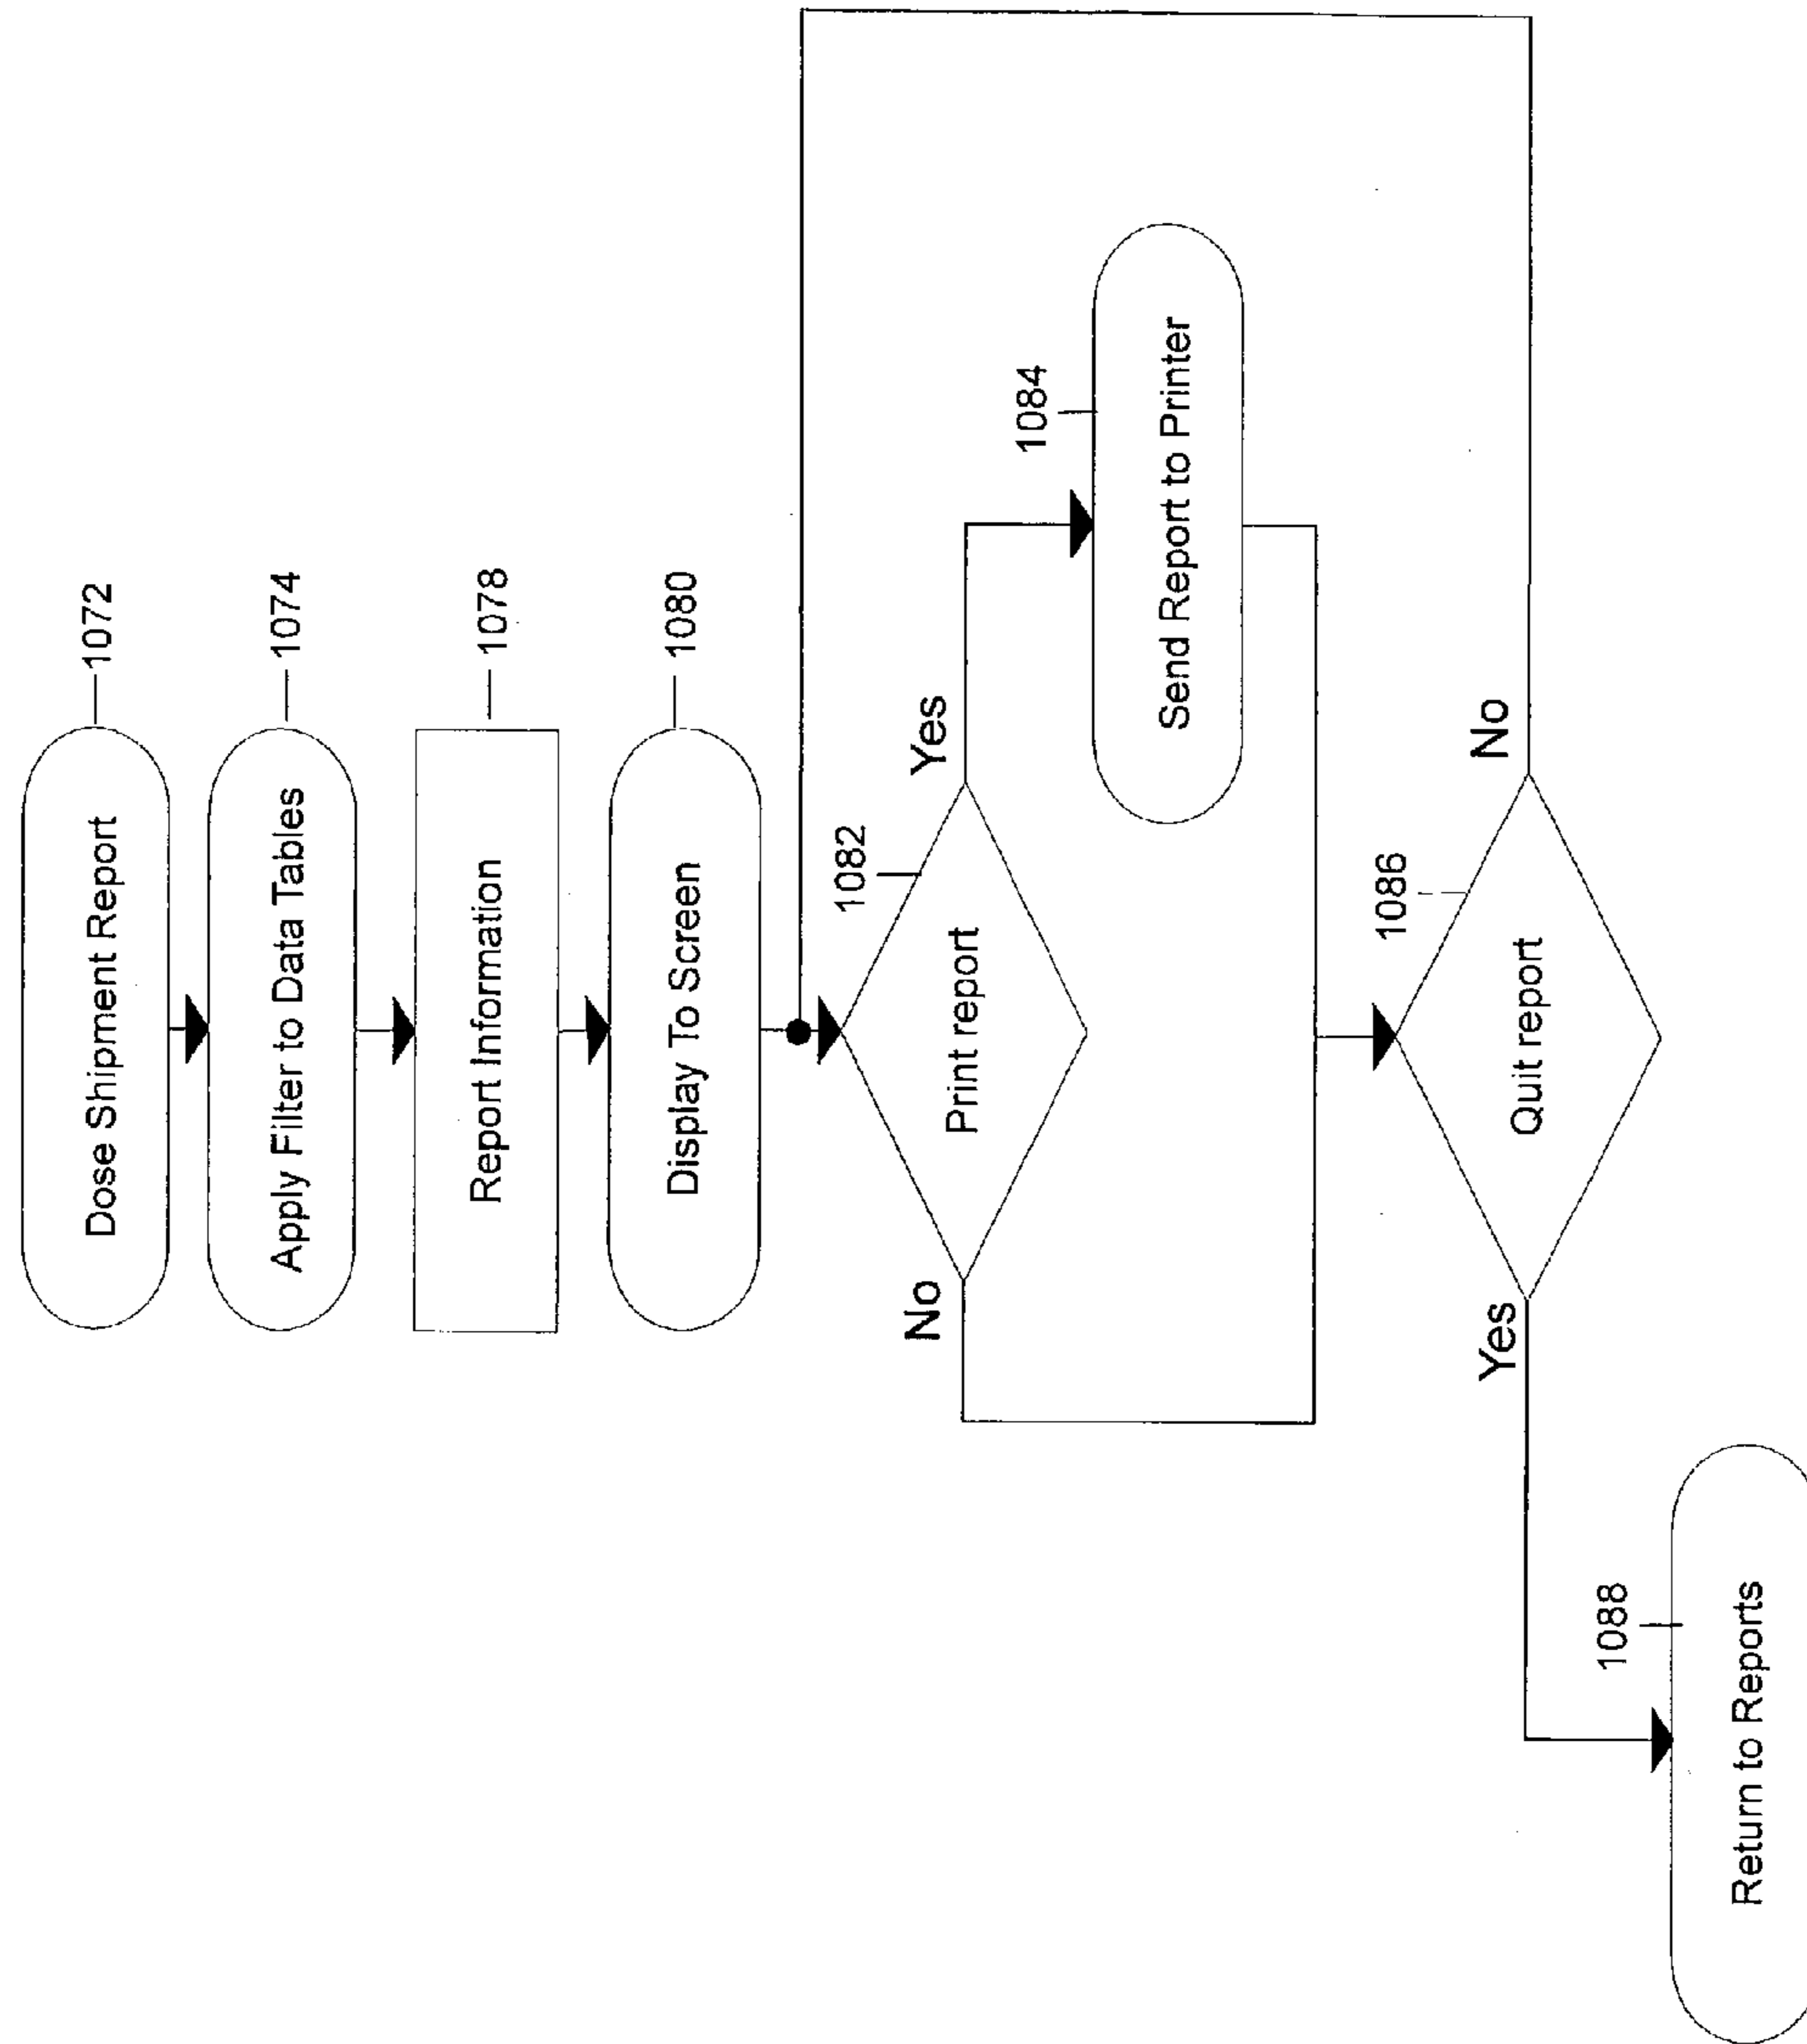 Dose Shipment Report
1072
Apply Filter to Data Tables
1074
Report Information
1078
Display To Screen
1080
1082
Print report
No
Yes
1084
Send Report to Printer
1086
Quit report
Yes
No
1088
Return to Reports